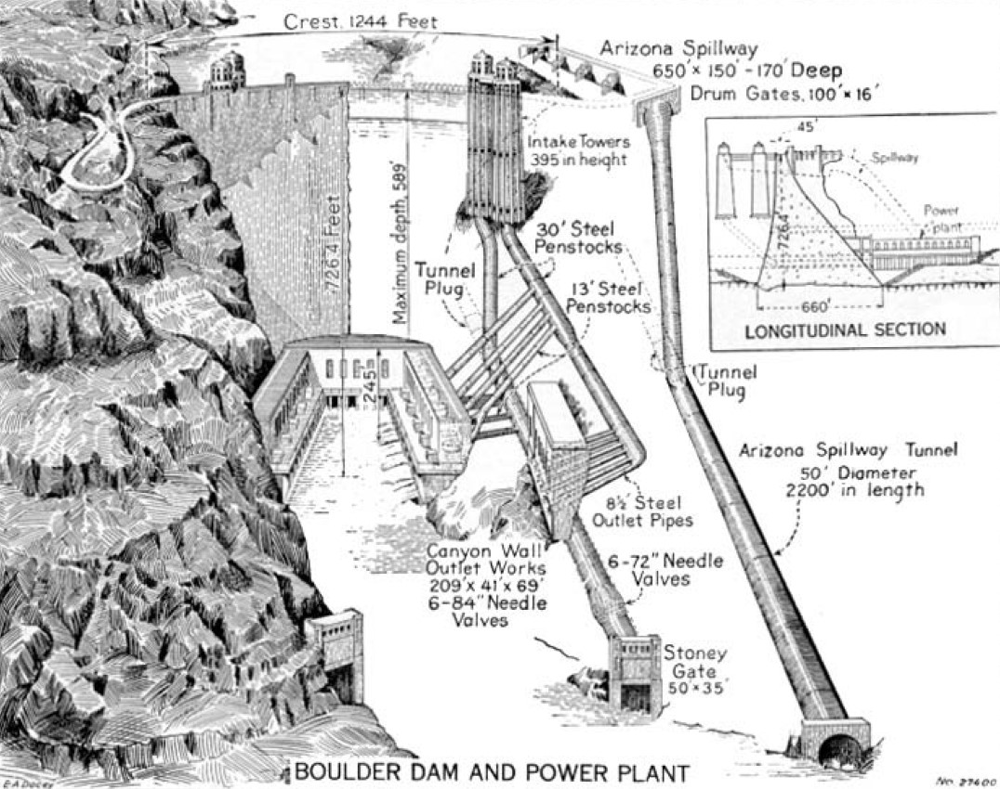 Crest, 1244 Feet
Arizona Spillway
650' × 150' - 170' Deep
Drum Gates, 100' × 16'
Intake Towers
395' in height
726.4 Feet
Maximum depth, 589'
30' Steel
Penstocks
Tunnel
Plug
13' Steel
Penstocks
45'
Spillway
Power
plant
726.4'
660'
LONGITUDINAL SECTION
245'
Tunnel
Plug
Arizona Spillway Tunnel
50' Diameter
2200' in length
8½' Steel
Outlet Pipes
Canyon Wall
Outlet Works
209' x 41' x 69'
6-84" Needle
Valves
6-72" Needle
Valves
Stoney
Gate
50' × 35'
BOULDER DAM AND POWER PLANT
No. 27600